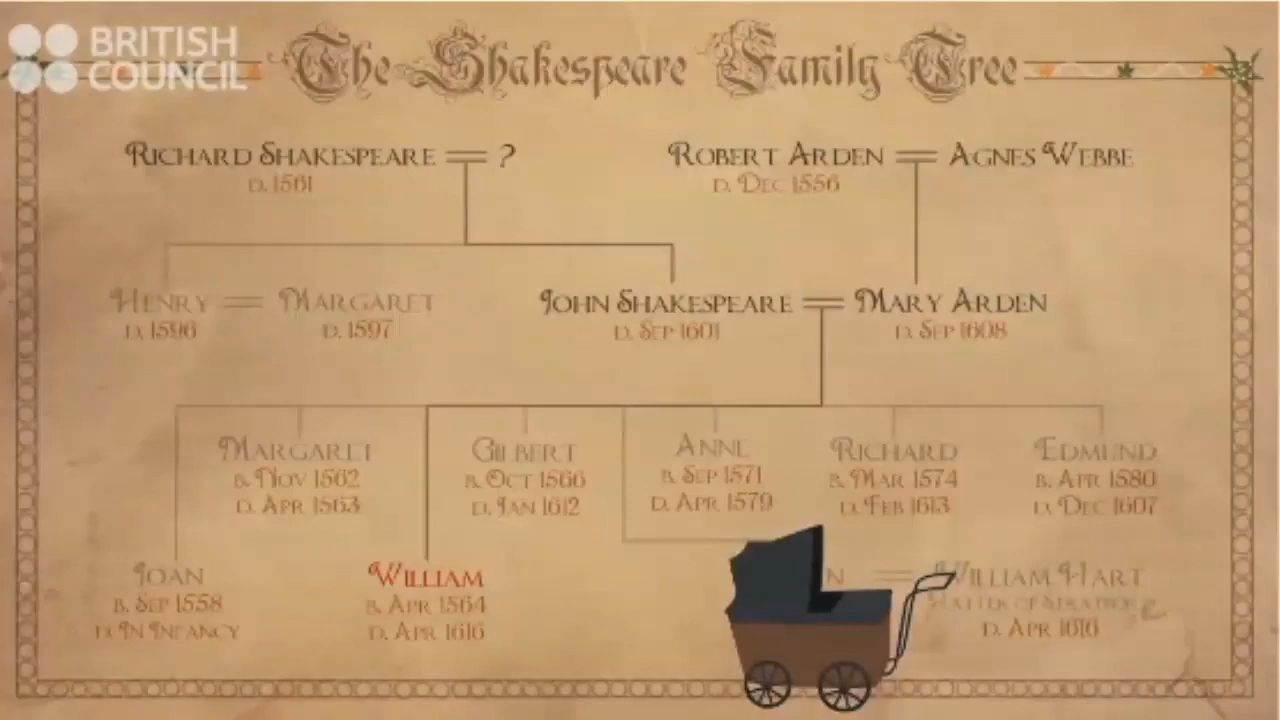 BRITISH
COUNCIL
The Shakespeare Family Tree
RICHARD SHAKESPEARE = ?
D. 1561
ROBERT ARDEN = AGNES WEBBE
D. DEC 1556
HENRY = MARGARET
D. 1596
D. 1597
JOHN SHAKESPEARE = MARY ARDEN
D. SEP 1601
D. SEP 1608
MARGARET
B. NOV 1562
D. APR 1563
GILBERT
B. OCT 1566
D. JAN 1612
ANNE
B. SEP 1571
D. APR 1579
RICHARD
B. MAR 1574
D. FEB 1613
EDMUND
B. APR 1580
D. DEC 1607
JOAN
B. SEP 1558
D. IN INFANCY
WILLIAM
B. APR 1564
D. APR 1616
= WILLIAM HART
D. APR 1616